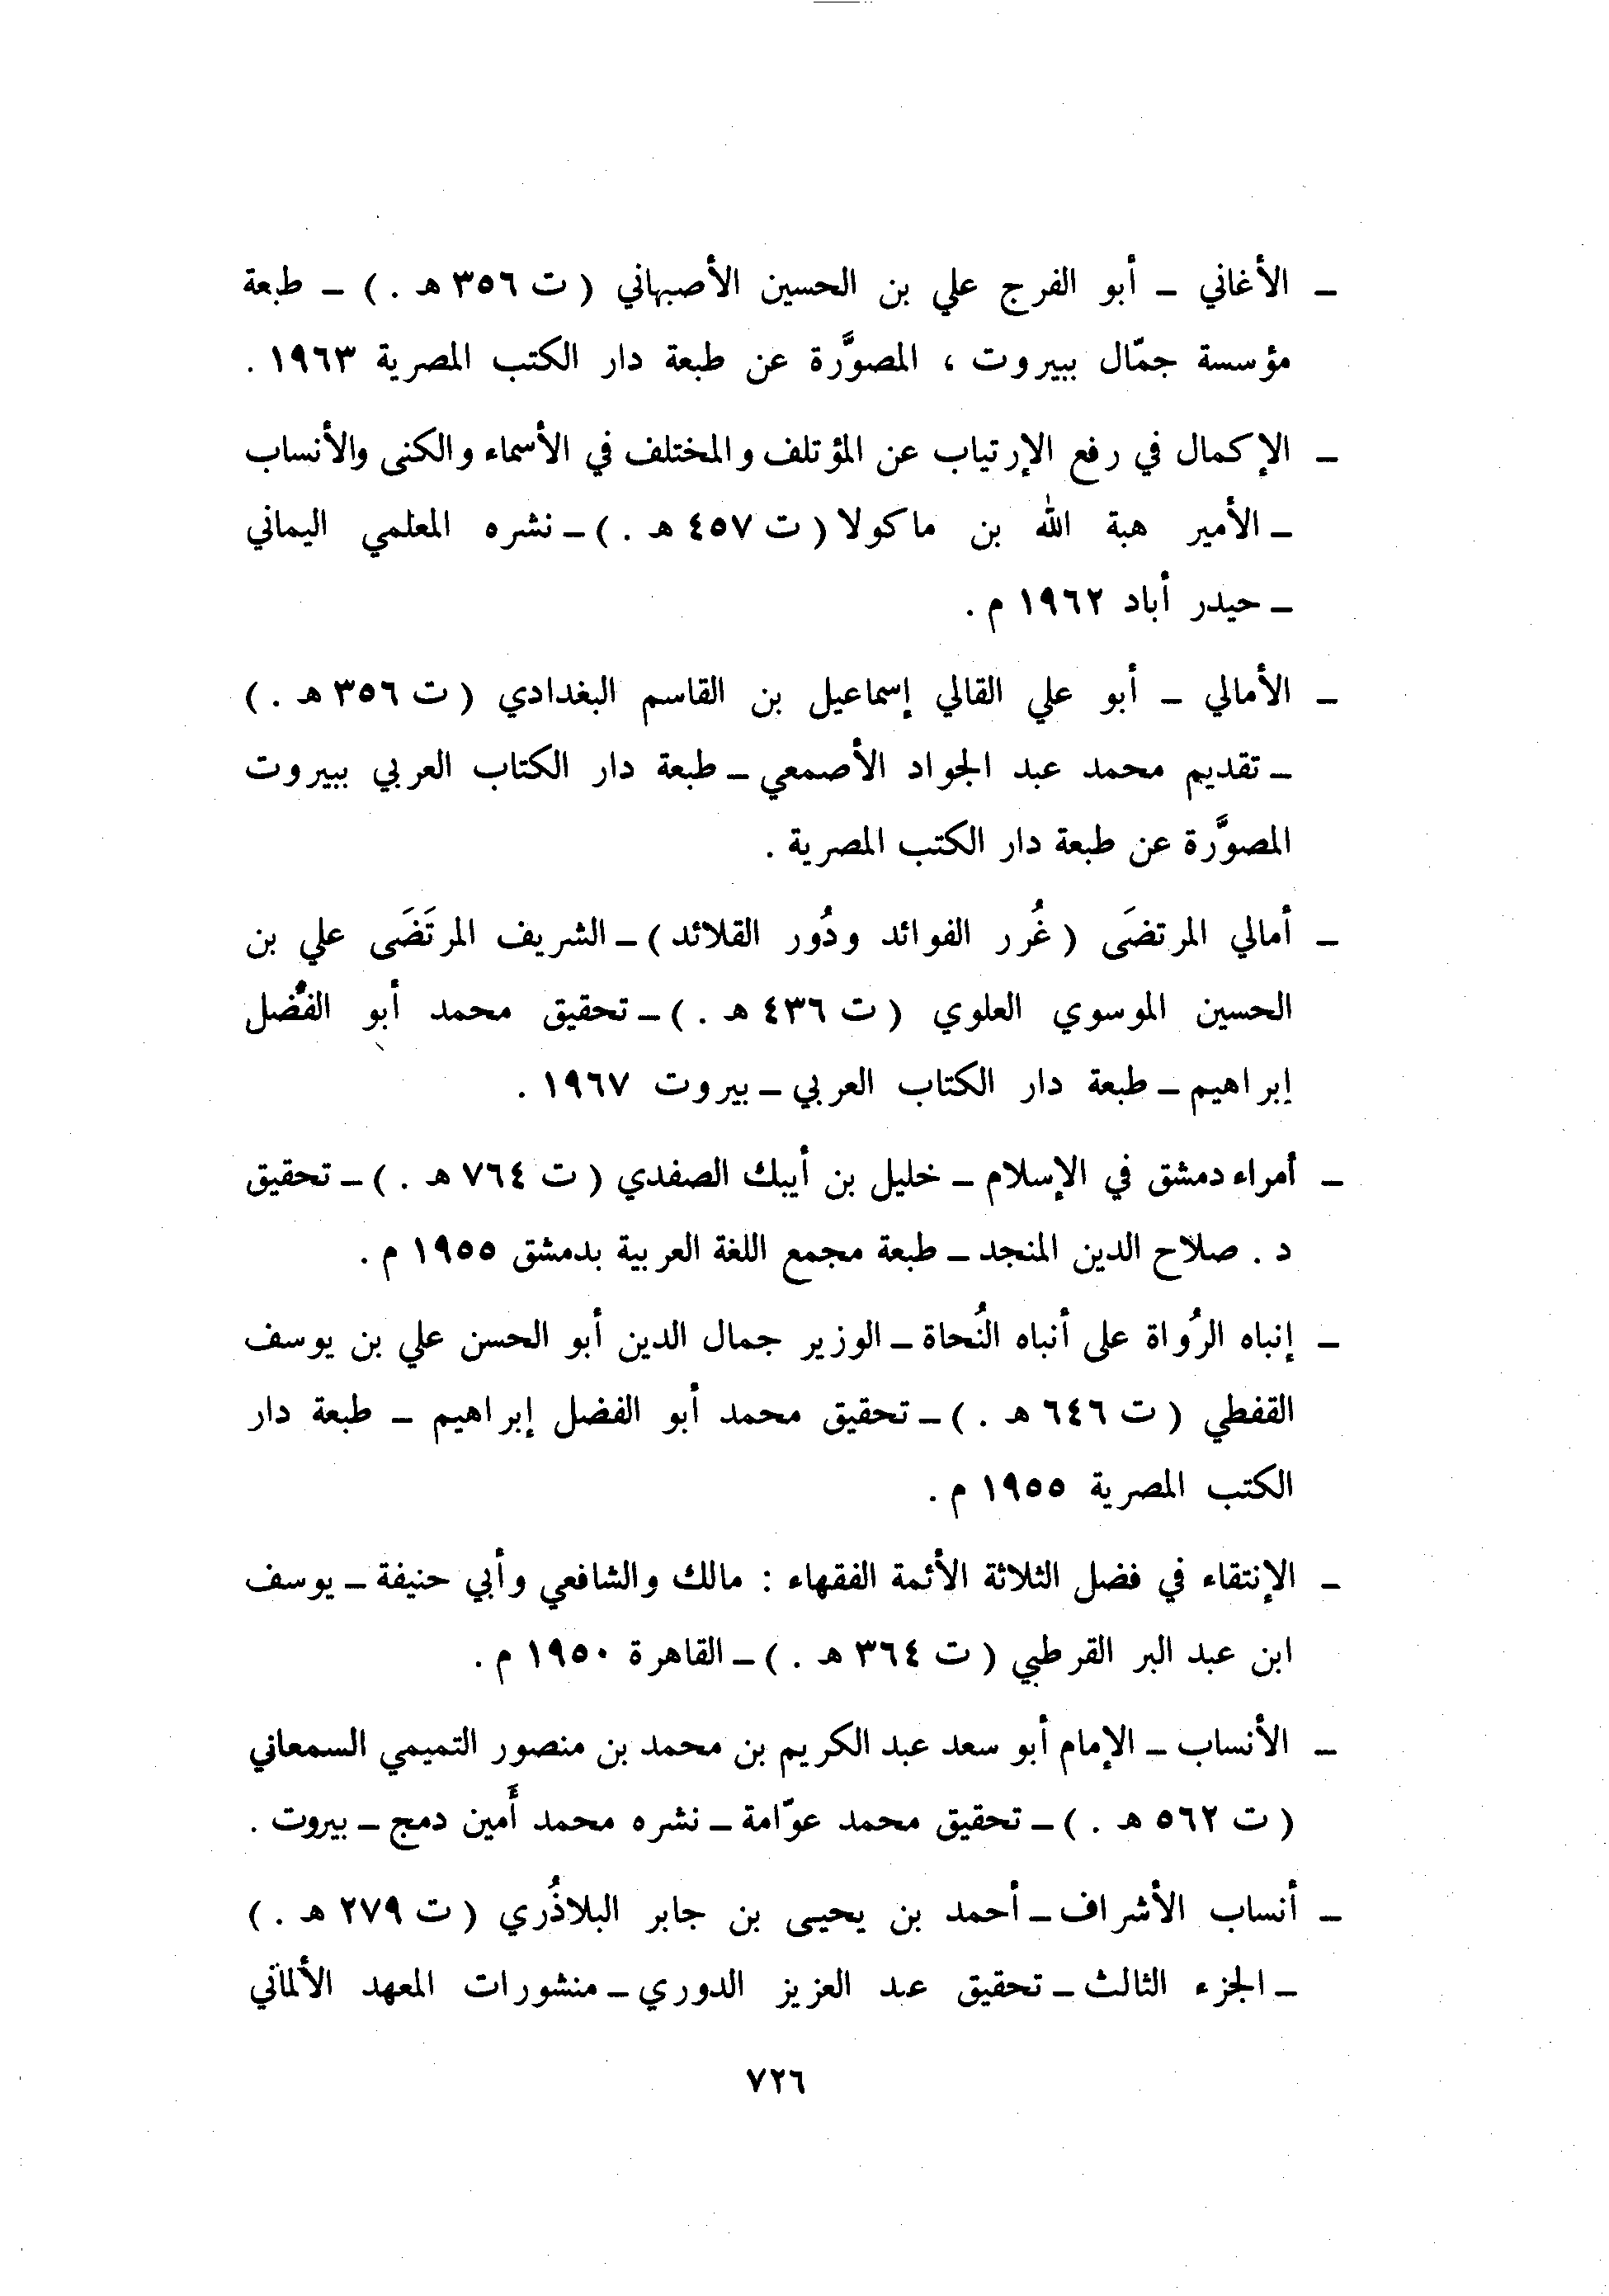 ـ الأغاني ـ أبو الفرج علي بن الحسين الأصبهاني ( ت ٣٥٦ هـ . ) ـ طبعة
مؤسسة جمّال ببيروت ، المصوَّرة عن طبعة دار الكتب المصرية ١٩٦٣ .
ـ الإكمال في رفع الإرتياب عن المؤتلف والمختلف في الأسماء والكنى والأنساب
ـ الأمير هبة الله بن ماكولا ( ت ٤٥٧ هـ . ) ـ نشره المعلمي اليماني
ـ حيدر أباد ١٩٦٢ م .
ـ الأمالي ـ أبو علي القالي إسماعيل بن القاسم البغدادي ( ت ٣٥٦ هـ . )
ـ تقديم محمد عبد الجواد الأصمعي ـ طبعة دار الكتاب العربي ببيروت
المصوَّرة عن طبعة دار الكتب المصرية .
ـ أمالي المرتضَى ( غُرر الفوائد ودُور القلائد ) ـ الشريف المرتَضَى علي بن
الحسين الموسوي العلوي ( ت ٤٣٦ هـ . ) ـ تحقيق محمد أبو الفضل
إبراهيم ـ طبعة دار الكتاب العربي ـ بيروت ١٩٦٧ .
ـ أمراء دمشق في الإسلام ـ خليل بن أيبك الصفدي ( ت ٧٦٤ هـ . ) ـ تحقيق
د . صلاح الدين المنجد ـ طبعة مجمع اللغة العربية بدمشق ١٩٥٥ م .
ـ إنباه الرُواة على أنباه النُحاة ـ الوزير جمال الدين أبو الحسن علي بن يوسف
القفطي ( ت ٦٤٦ هـ . ) ـ تحقيق محمد أبو الفضل إبراهيم ـ طبعة دار
الكتب المصرية ١٩٥٥ م .
ـ الإنتقاء في فضل الثلاثة الأئمة الفقهاء : مالك والشافعي وأبي حنيفة ـ يوسف
ابن عبد البر القرطبي ( ت ٣٦٤ هـ . ) ـ القاهرة ١٩٥٠ م .
ـ الأنساب ـ الإمام أبو سعد عبد الكريم بن محمد بن منصور التميمي السمعاني
( ت ٥٦٢ هـ . ) ـ تحقيق محمد عوّامة ـ نشره محمد أمين دمج ـ بيروت .
ـ أنساب الأشراف ـ أحمد بن يحيى بن جابر البلاذُري ( ت ٢٧٩ هـ . )
ـ الجزء الثالث ـ تحقيق عبد العزيز الدوري ـ منشورات المعهد الألماني
٧٢٦